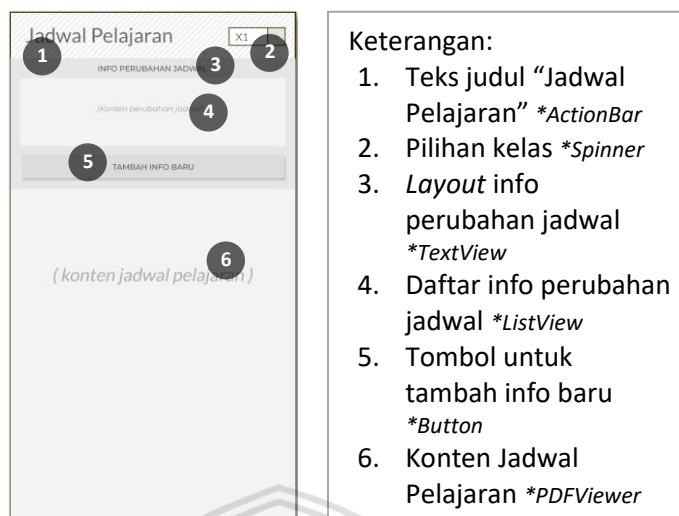 Jadwal Pelajaran
X1
1
2
INFO PERUBAHAN JADWAL
3
(Konten perubahan jadwal)
4
5
TAMBAH INFO BARU
6
( konten jadwal pelajaran )
Keterangan:
1. Teks judul “Jadwal
Pelajaran” *ActionBar
2. Pilihan kelas *Spinner
3. Layout info
perubahan jadwal
*TextView
4. Daftar info perubahan
jadwal *ListView
5. Tombol untuk
tambah info baru
*Button
6. Konten Jadwal
Pelajaran *PDFViewer